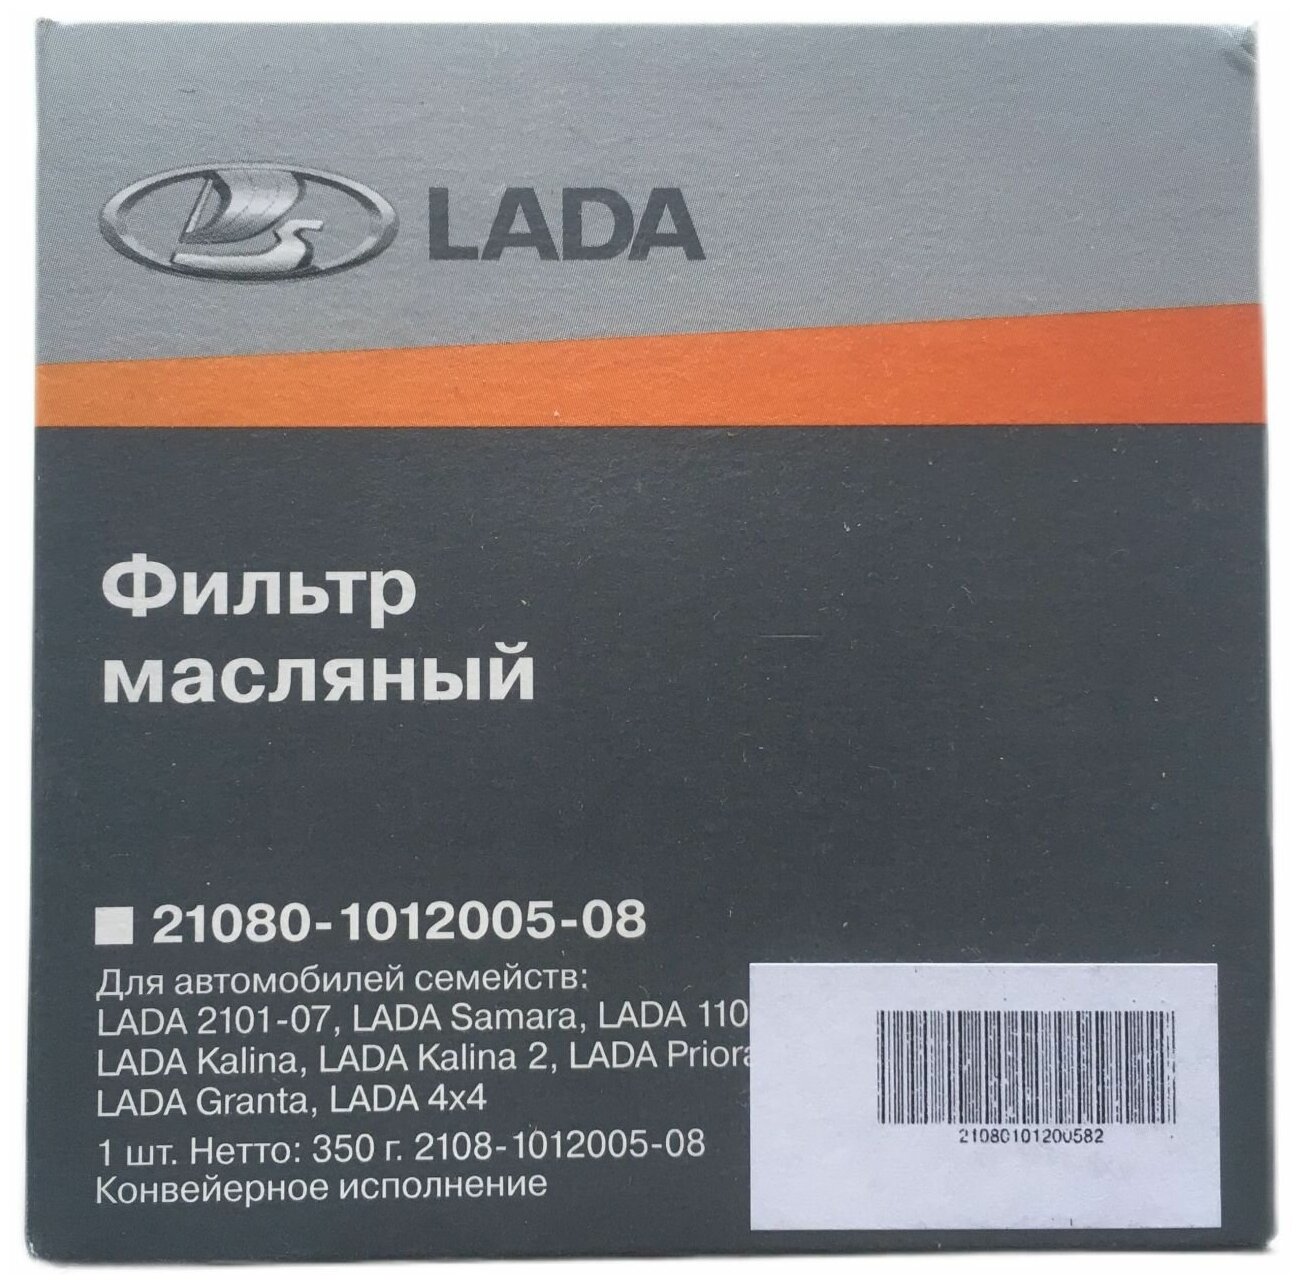 LADA
Фильтр
масляный
21080-1012005-08
Для автомобилей семейств:
LADA 2101-07, LADA Samara, LADA 110
LADA Kalina, LADA Kalina 2, LADA Priora
LADA Granta, LADA 4x4
1 шт. Нетто: 350 г. 2108-1012005-08
Конвейерное исполнение
21080101200582